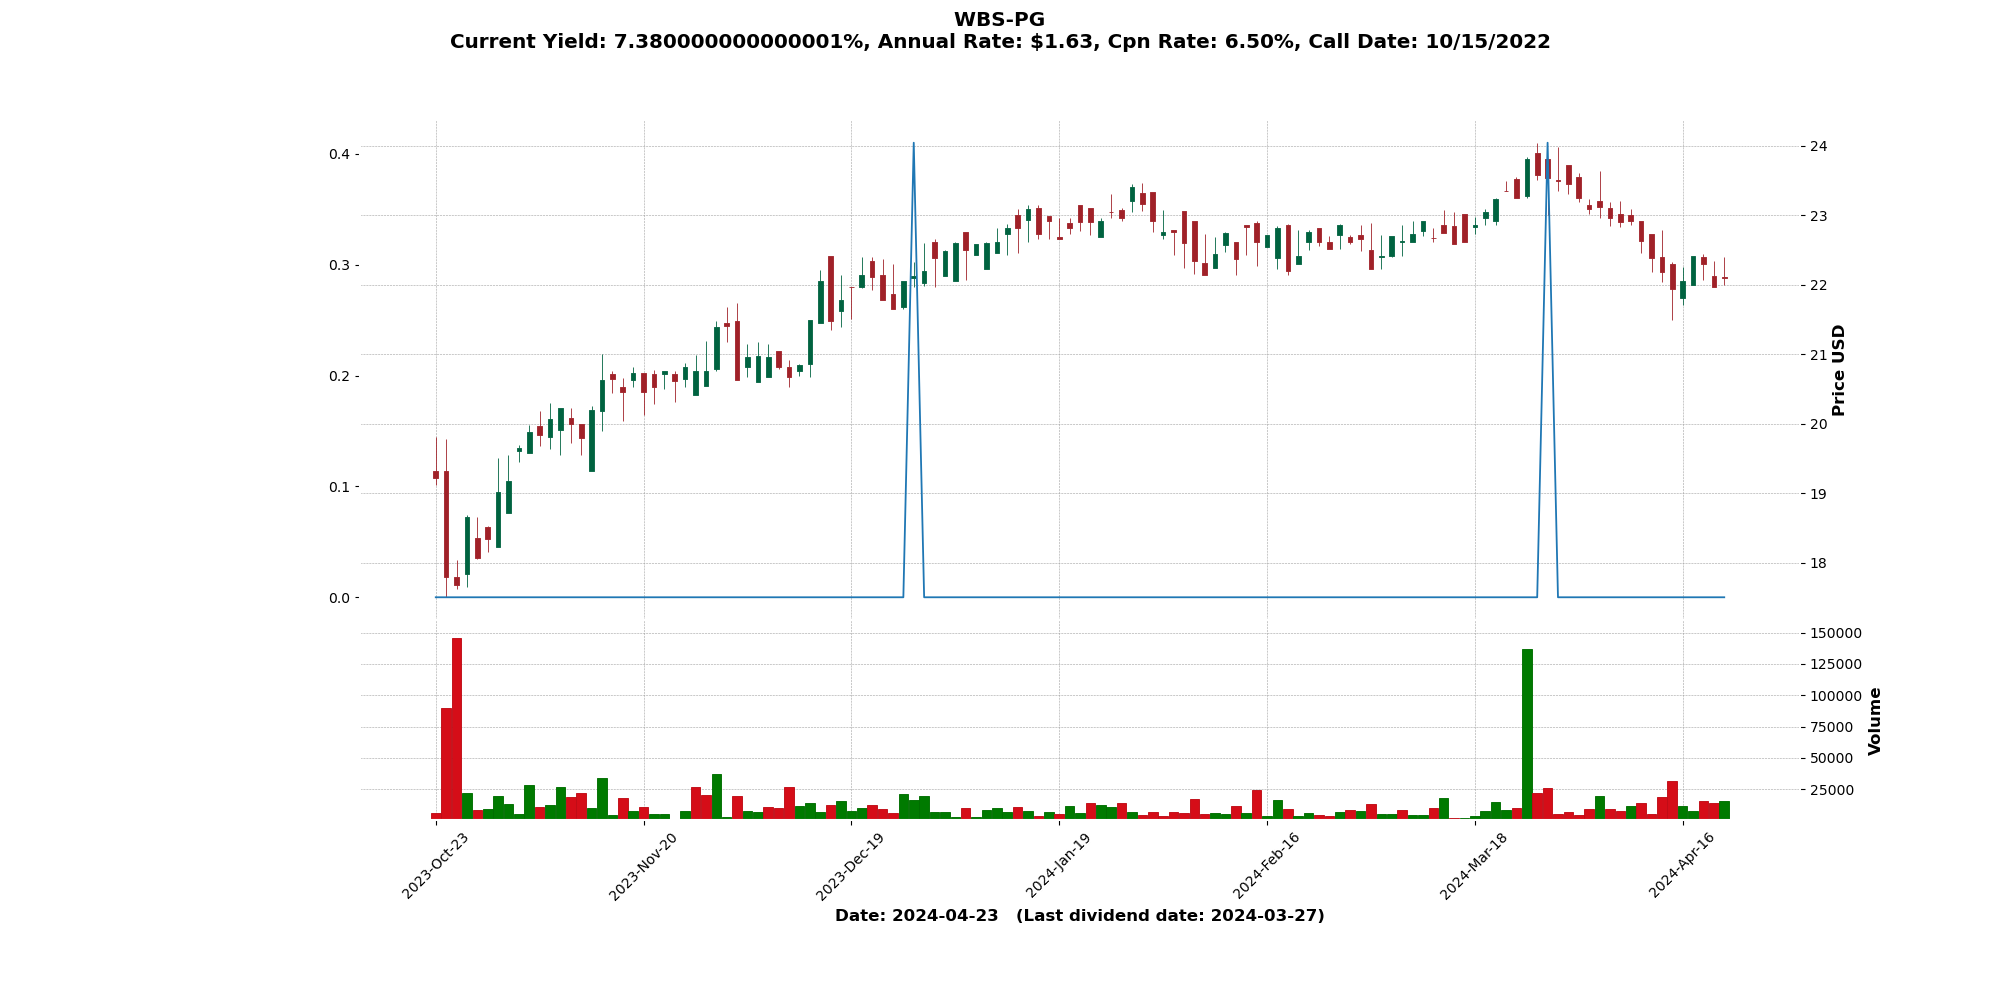 WBS-PG
Current Yield: 7.380000000000001%, Annual Rate: $1.63, Cpn Rate: 6.50%, Call Date: 10/15/2022
0.4
0.3
0.2
0.1
0.0
24
23
22
21
20
19
18
Price USD
150000
125000
100000
75000
50000
25000
Volume
2023-Oct-23
2023-Nov-20
2023-Dec-19
2024-Jan-19
2024-Feb-16
2024-Mar-18
2024-Apr-16
Date: 2024-04-23 (Last dividend date: 2024-03-27)